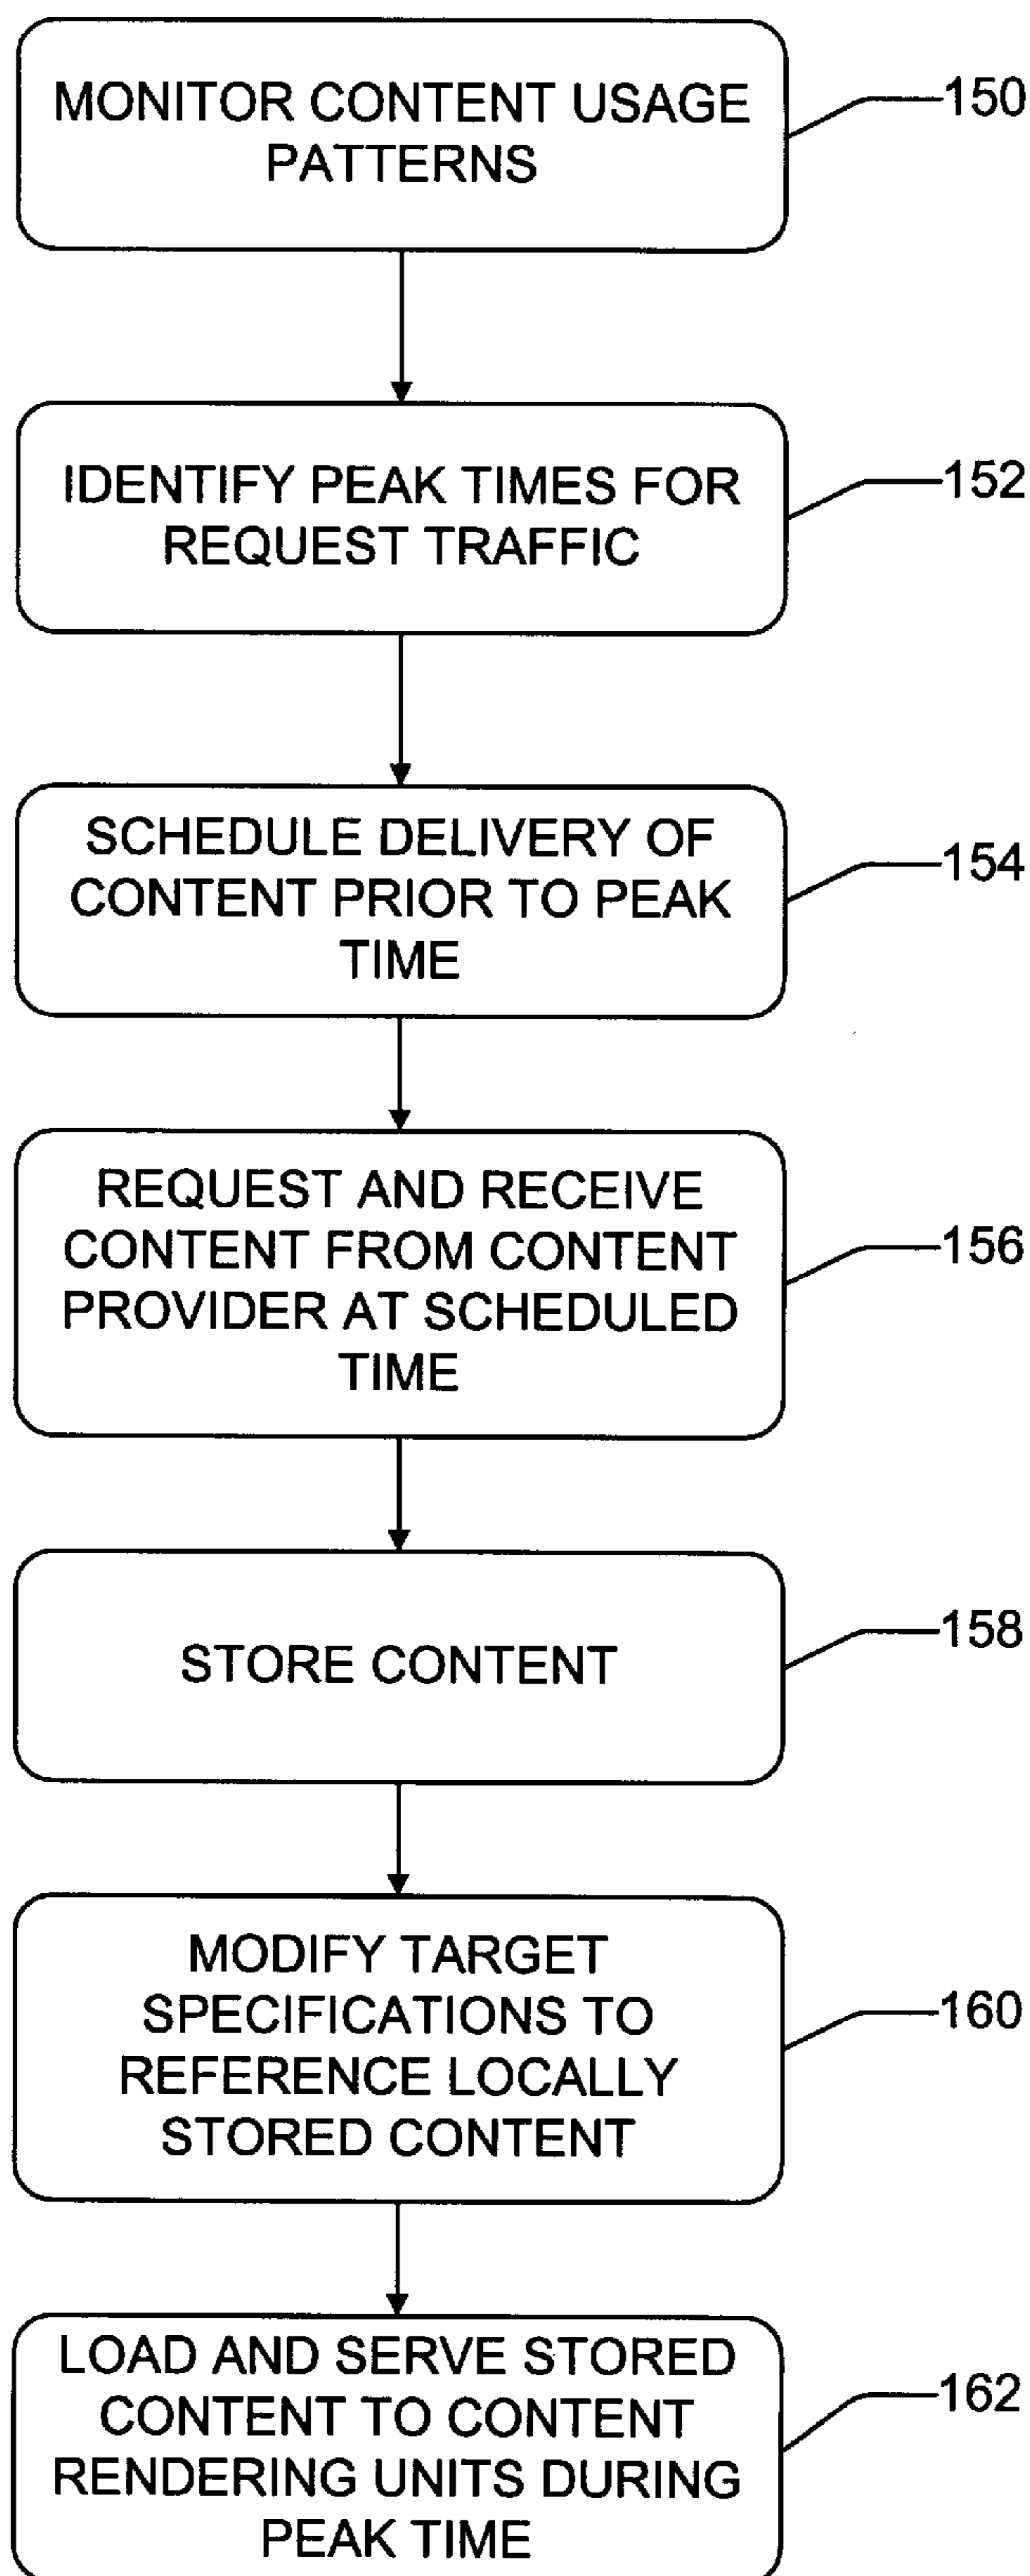 MONITOR CONTENT USAGE
PATTERNS
150
IDENTIFY PEAK TIMES FOR
REQUEST TRAFFIC
152
SCHEDULE DELIVERY OF
CONTENT PRIOR TO PEAK
TIME
154
REQUEST AND RECEIVE
CONTENT FROM CONTENT
PROVIDER AT SCHEDULED
TIME
156
STORE CONTENT
158
MODIFY TARGET
SPECIFICATIONS TO
REFERENCE LOCALLY
STORED CONTENT
160
LOAD AND SERVE STORED
CONTENT TO CONTENT
RENDERING UNITS DURING
PEAK TIME
162